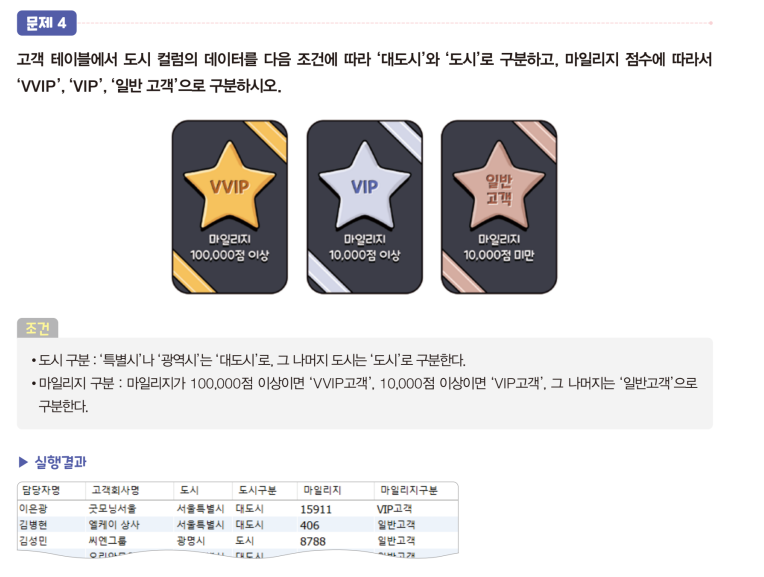 문제 4
고객 테이블에서 도시 컬럼의 데이터를 다음 조건에 따라 ‘대도시’와 ‘도시’로 구분하고, 마일리지 점수에 따라서
‘VVIP’, ‘VIP’, ‘일반 고객’으로 구분하시오.
VVIP
마일리지
100,000점 이상
VIP
마일리지
10,000점 이상
일반
고객
마일리지
10,000점 미만
조건
• 도시 구분 : ‘특별시’나 ‘광역시’는 ‘대도시’로, 그 나머지 도시는 ‘도시’로 구분한다.
• 마일리지 구분 : 마일리지가 100,000점 이상이면 ‘VVIP고객’, 10,000점 이상이면 ‘VIP고객’, 그 나머지는 ‘일반고객’으로
구분한다.
▶ 실행결과
담당자명 고객회사명 도시 도시구분 마일리지 마일리지구분
이은광 굿모닝서울 서울특별시 대도시 15911 VIP고객
김병현 엘케이 상사 서울특별시 대도시 406 일반고객
김성민 씨엔그룹 광명시 도시 8788 일반고객
대도시 일반고객